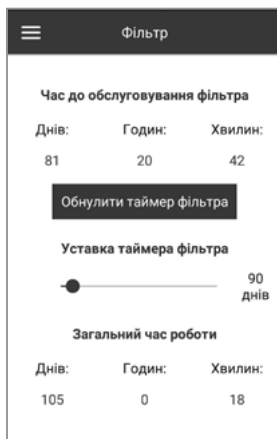 Фільтр
Час до обслуговування фільтра
Днів: Годин: Хвилин:
81 20 42
Обнулити таймер фільтра
Уставка таймера фільтра
90
днів
Загальний час роботи
Днів: Годин: Хвилин:
105 0 18